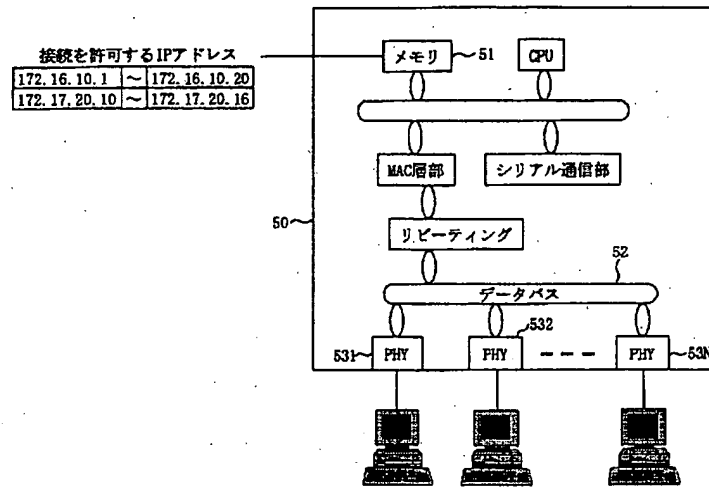 接続を許可するIPアドレス
172.16.10.1 ～ 172.16.10.20
172.17.20.10 ～ 172.17.20.16
メモリ
51
CPU
MAC層部
シリアル通信部
50
リピーティング
52
データバス
531
PHY
532
PHY
PHY
53N